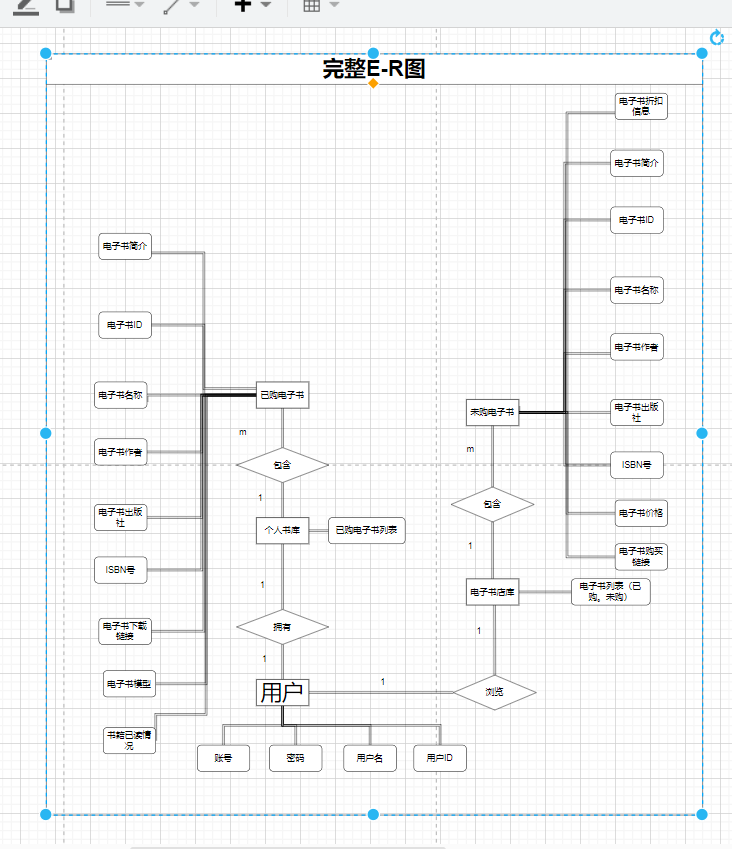 完整E-R图
电子书折扣
信息
电子书简介
电子书ID
电子书简介
电子书名称
电子书ID
电子书作者
电子书名称
已购电子书
未购电子书
电子书出版
社
m
电子书作者
m
包含
ISBN号
1
包含
电子书出版
社
电子书价格
个人书库
已购电子书列表
1
电子书购买
链接
ISBN号
1
电子书店库
电子书列表（已
购。未购）
电子书下载
链接
拥有
1
1
电子书模型
用户
1
浏览
书籍已读情
况
账号
密码
用户名
用户ID